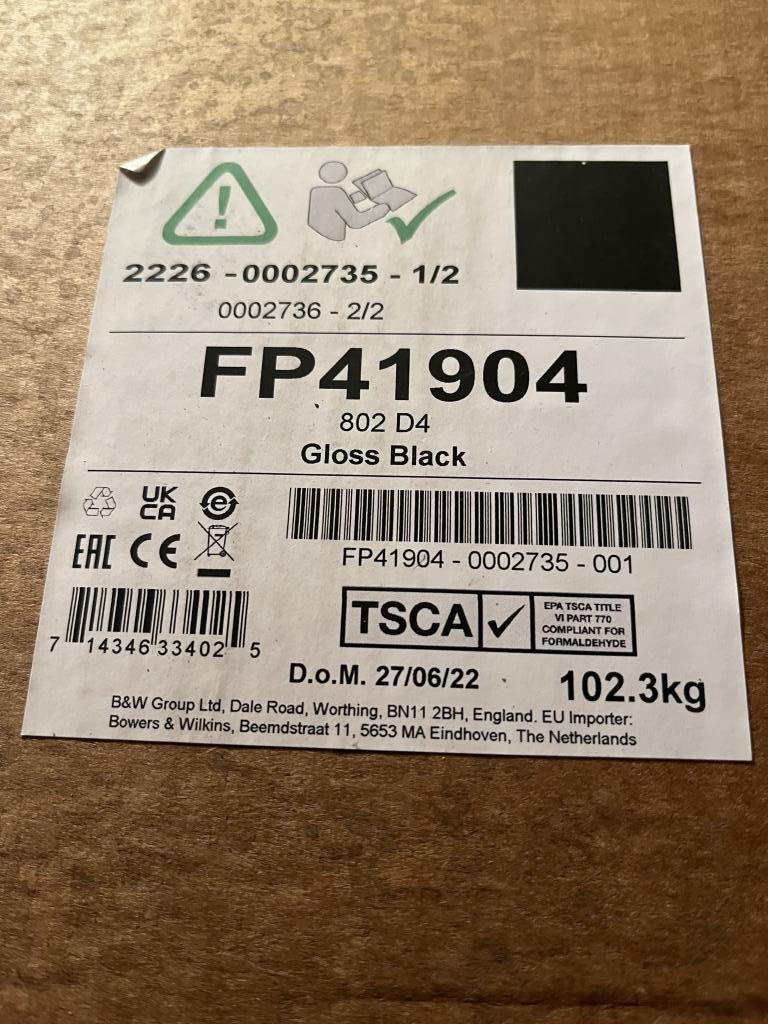 2226 -0002735 - 1/2
0002736 - 2/2
FP41904
802 D4
Gloss Black
UK
CA
EAC CE
FP41904 - 0002735 - 001
7 14346 33402 5
TSCA
EPA TSCA TITLE
VI PART 770
COMPLIANT FOR
FORMALDEHYDE
D.o.M. 27/06/22
102.3kg
B&W Group Ltd, Dale Road, Worthing, BN11 2BH, England. EU Importer:
Bowers & Wilkins, Beemdstraat 11, 5653 MA Eindhoven, The Netherlands